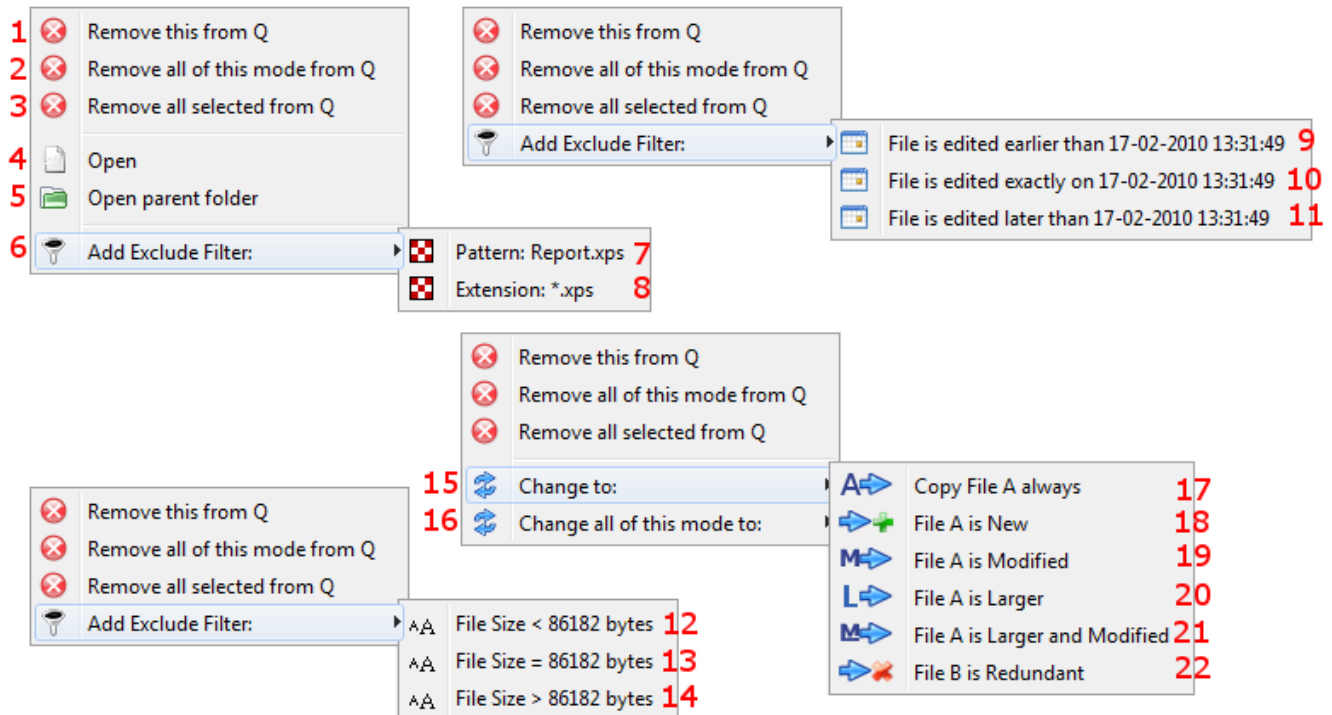 1 Remove this from Q
2 Remove all of this mode from Q
3 Remove all selected from Q
4 Open
5 Open parent folder
6 Add Exclude Filter:
Pattern: Report.xps 7
Extension: *.xps 8
Remove this from Q
Remove all of this mode from Q
Remove all selected from Q
Add Exclude Filter:
File is edited earlier than 17-02-2010 13:31:49 9
File is edited exactly on 17-02-2010 13:31:49 10
File is edited later than 17-02-2010 13:31:49 11
Remove this from Q
Remove all of this mode from Q
Remove all selected from Q
Add Exclude Filter:
AA File Size < 86182 bytes 12
AA File Size = 86182 bytes 13
AA File Size > 86182 bytes 14
Remove this from Q
Remove all of this mode from Q
Remove all selected from Q
15 Change to:
16 Change all of this mode to:
A Copy File A always 17
File A is New 18
M File A is Modified 19
L File A is Larger 20
M File A is Larger and Modified 21
File B is Redundant 22